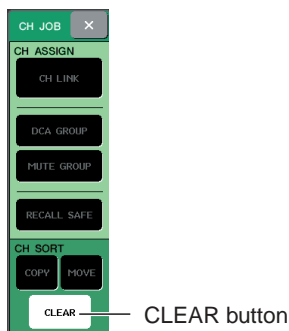 CH JOB ×
CH ASSIGN
CH LINK
DCA GROUP
MUTE GROUP
RECALL SAFE
CH SORT
COPY MOVE
CLEAR CLEAR button